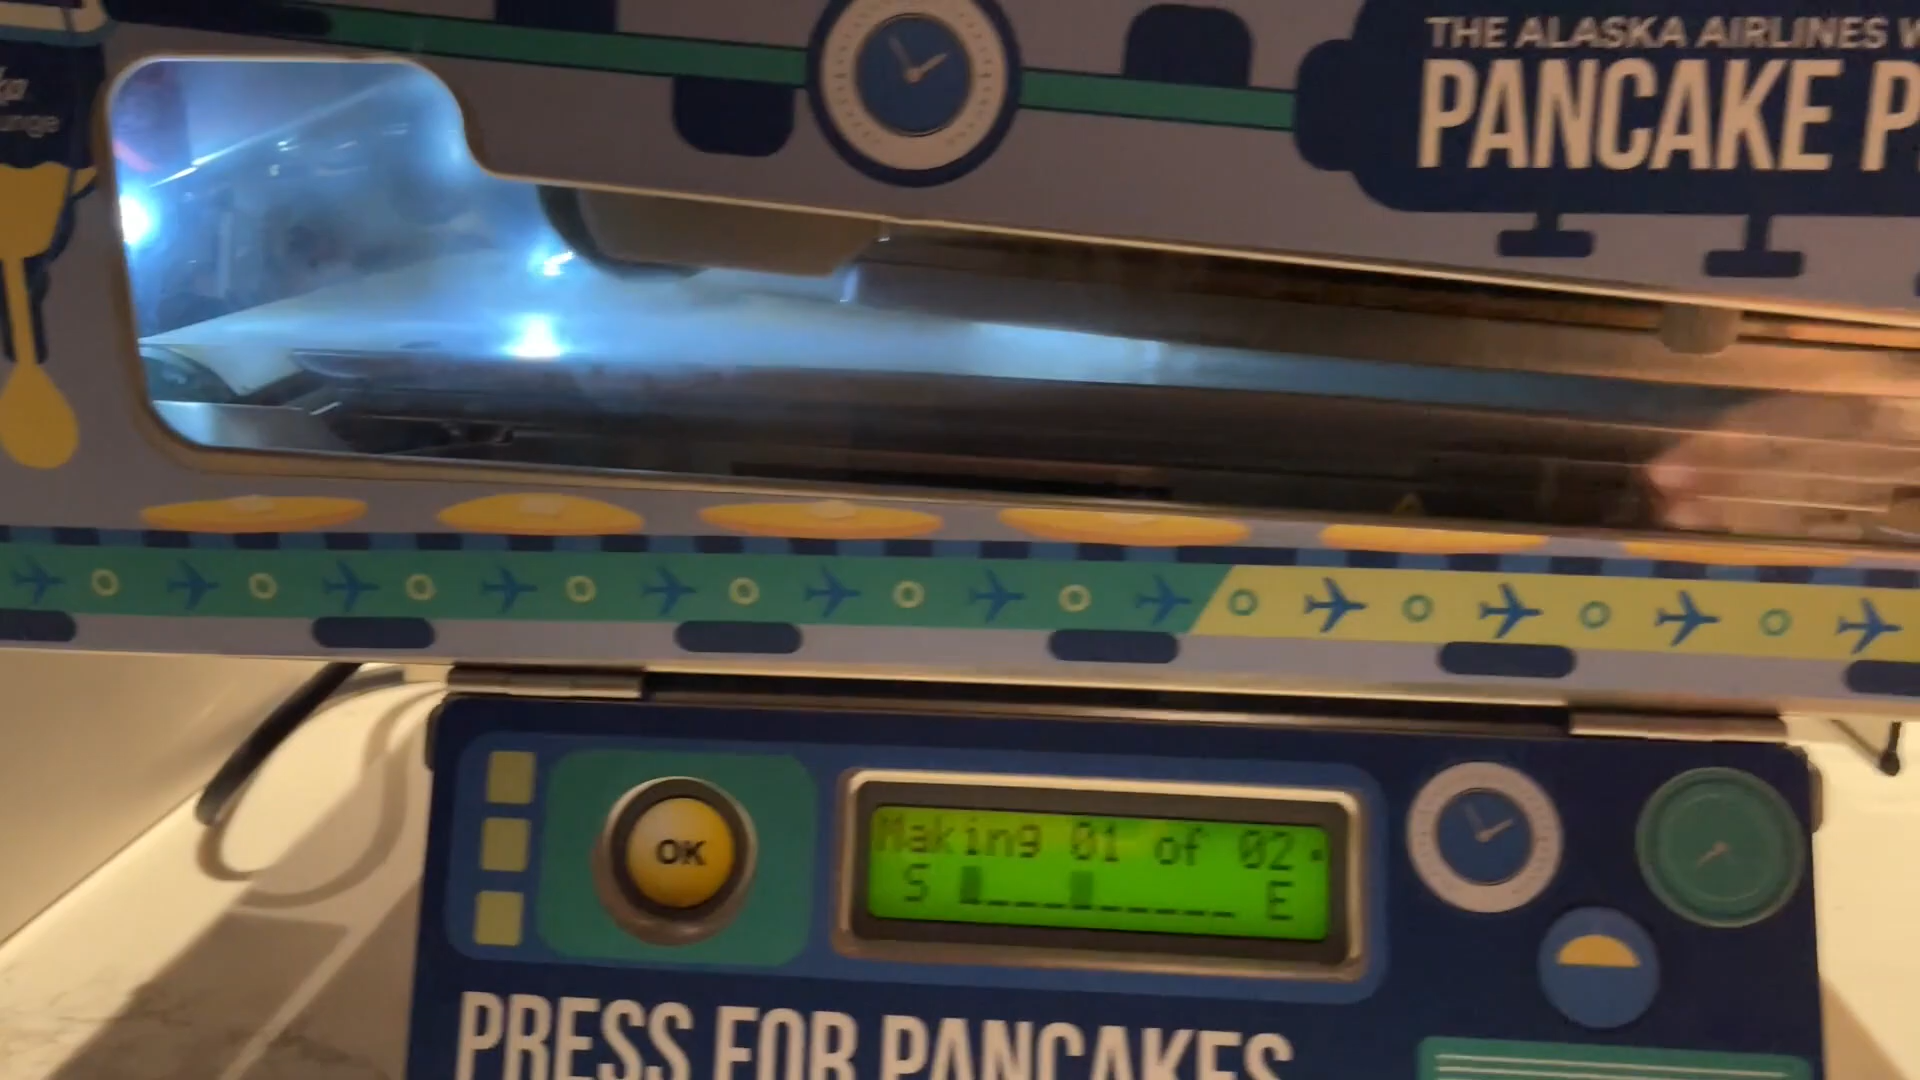 THE ALASKA AIRLINES
PANCAKE
OK
Making 01 of 02
S E
PRESS FOR PANCAKES